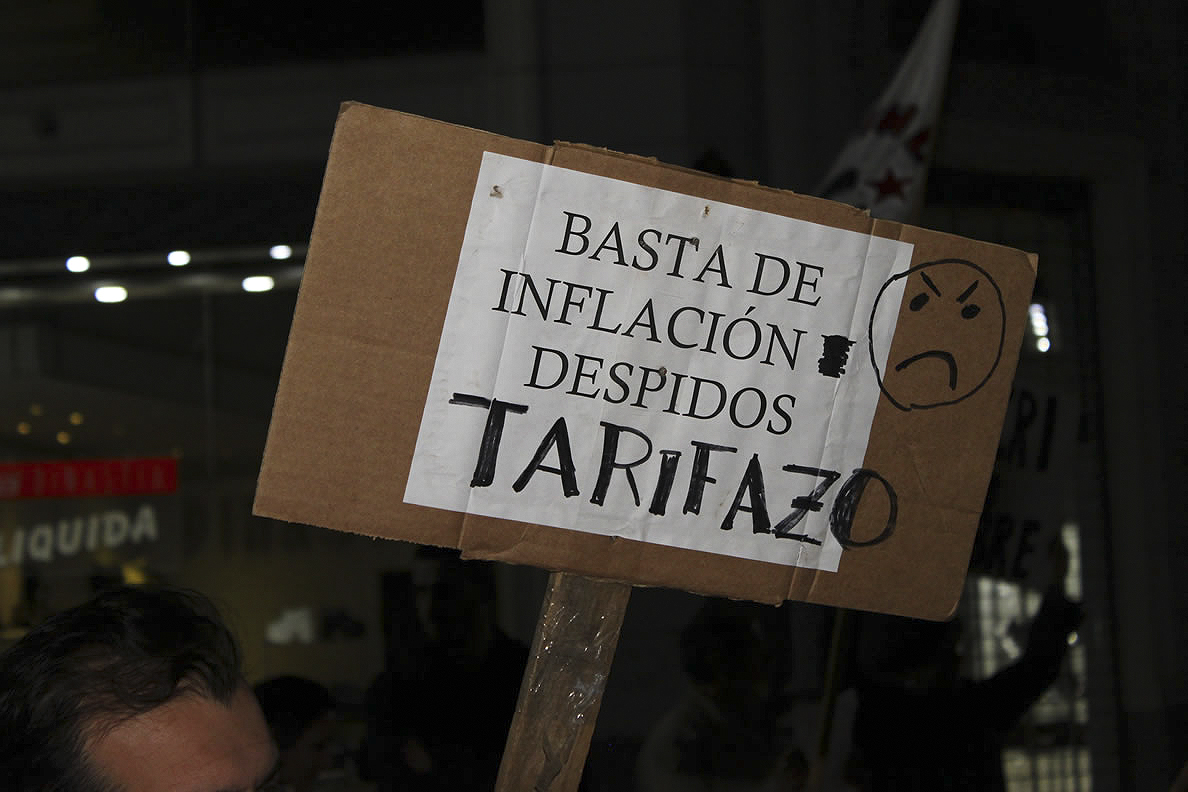 BASTA DE
INFLACIÓN
DESPIDOS
TARIFAZO
LIQUIDA